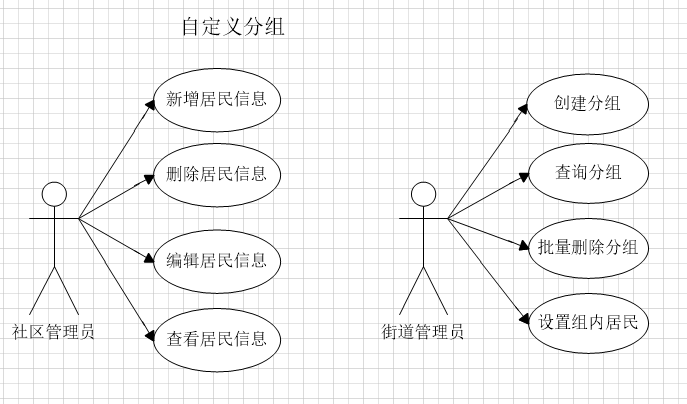 自定义分组
新增居民信息
删除居民信息
编辑居民信息
查看居民信息
社区管理员
创建分组
查询分组
批量删除分组
设置组内居民
街道管理员